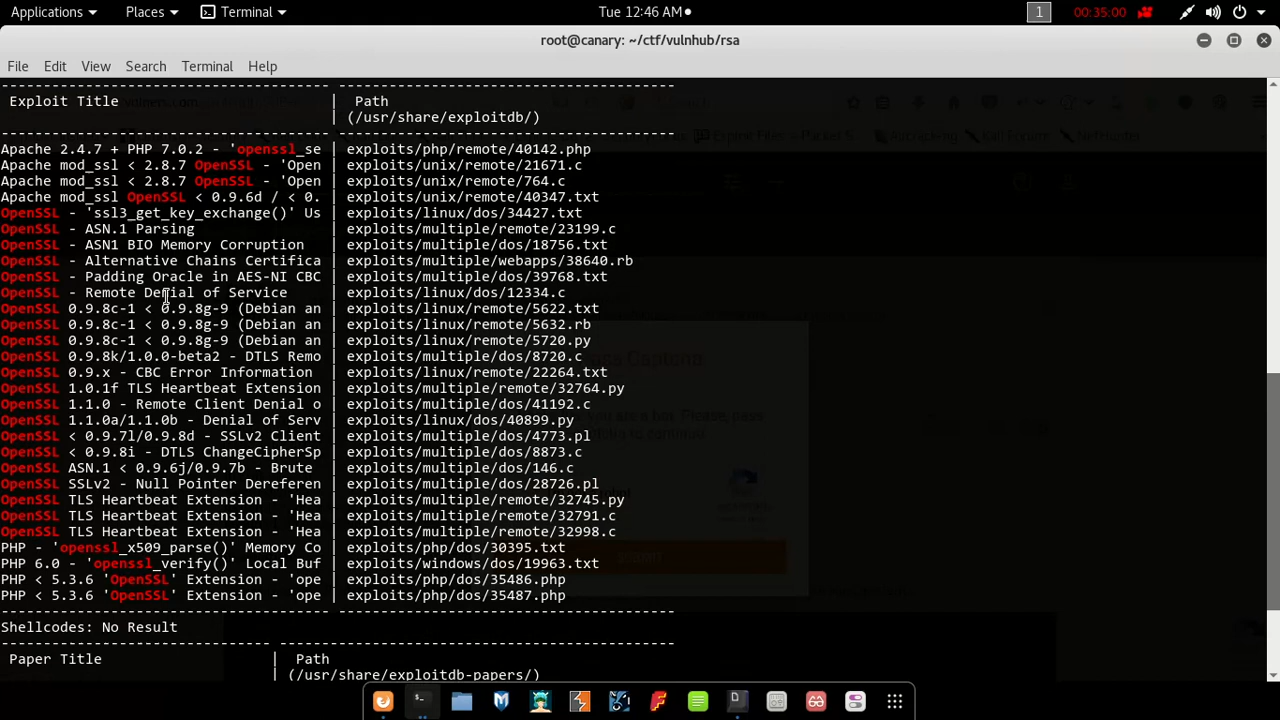 Applications Places Terminal Tue 12:46 AM 1 00:35:00
root@canary: ~/ctf/vulnhub/rsa
File Edit View Search Terminal Help
-------------------------------------- | ----------------------------------------
Exploit Title | Path
| (/usr/share/exploitdb/)
-------------------------------------- | ----------------------------------------
Apache 2.4.7 + PHP 7.0.2 - 'openssl_se | exploits/php/remote/40142.php
Apache mod_ssl < 2.8.7 OpenSSL - 'Open | exploits/unix/remote/21671.c
Apache mod_ssl < 2.8.7 OpenSSL - 'Open | exploits/unix/remote/764.c
Apache mod_ssl OpenSSL < 0.9.6d / < 0. | exploits/unix/remote/40347.txt
OpenSSL - 'ssl3_get_key_exchange()' Us | exploits/linux/dos/34427.txt
OpenSSL - ASN.1 Parsing | exploits/multiple/remote/23199.c
OpenSSL - ASN1 BIO Memory Corruption | exploits/multiple/dos/18756.txt
OpenSSL - Alternative Chains Certifica | exploits/multiple/webapps/38640.rb
OpenSSL - Padding Oracle in AES-NI CBC | exploits/multiple/dos/39768.txt
OpenSSL - Remote Denial of Service | exploits/linux/dos/12334.c
OpenSSL 0.9.8c-1 < 0.9.8g-9 (Debian an | exploits/linux/remote/5622.txt
OpenSSL 0.9.8c-1 < 0.9.8g-9 (Debian an | exploits/linux/remote/5632.rb
OpenSSL 0.9.8c-1 < 0.9.8g-9 (Debian an | exploits/linux/remote/5720.py
OpenSSL 0.9.8k/1.0.0-beta2 - DTLS Remo | exploits/multiple/dos/8720.c
OpenSSL 0.9.x - CBC Error Information | exploits/linux/remote/22264.txt
OpenSSL 1.0.1f TLS Heartbeat Extension | exploits/multiple/remote/32764.py
OpenSSL 1.1.0 - Remote Client Denial o | exploits/multiple/dos/41192.c
OpenSSL 1.1.0a/1.1.0b - Denial of Serv | exploits/linux/dos/40899.py
OpenSSL < 0.9.7l/0.9.8d - SSLv2 Client | exploits/multiple/dos/4773.pl
OpenSSL < 0.9.8i - DTLS ChangeCipherSp | exploits/multiple/dos/8873.c
OpenSSL ASN.1 < 0.9.6j/0.9.7b - Brute | exploits/multiple/dos/146.c
OpenSSL SSLv2 - Null Pointer Dereferen | exploits/multiple/dos/28726.pl
OpenSSL TLS Heartbeat Extension - 'Hea | exploits/multiple/remote/32745.py
OpenSSL TLS Heartbeat Extension - 'Hea | exploits/multiple/remote/32791.c
OpenSSL TLS Heartbeat Extension - 'Hea | exploits/multiple/remote/32998.c
PHP - 'openssl_x509_parse()' Memory Co | exploits/php/dos/30395.txt
PHP 6.0 - 'openssl_verify()' Local Buf | exploits/windows/dos/19963.txt
PHP < 5.3.6 'OpenSSL' Extension - 'ope | exploits/php/dos/35486.php
PHP < 5.3.6 'OpenSSL' Extension - 'ope | exploits/php/dos/35487.php
-------------------------------------- | ----------------------------------------
Shellcodes: No Result
-------------------------------- | -----------------------------------------------
Paper Title | Path
| (/usr/share/exploitdb-papers/)